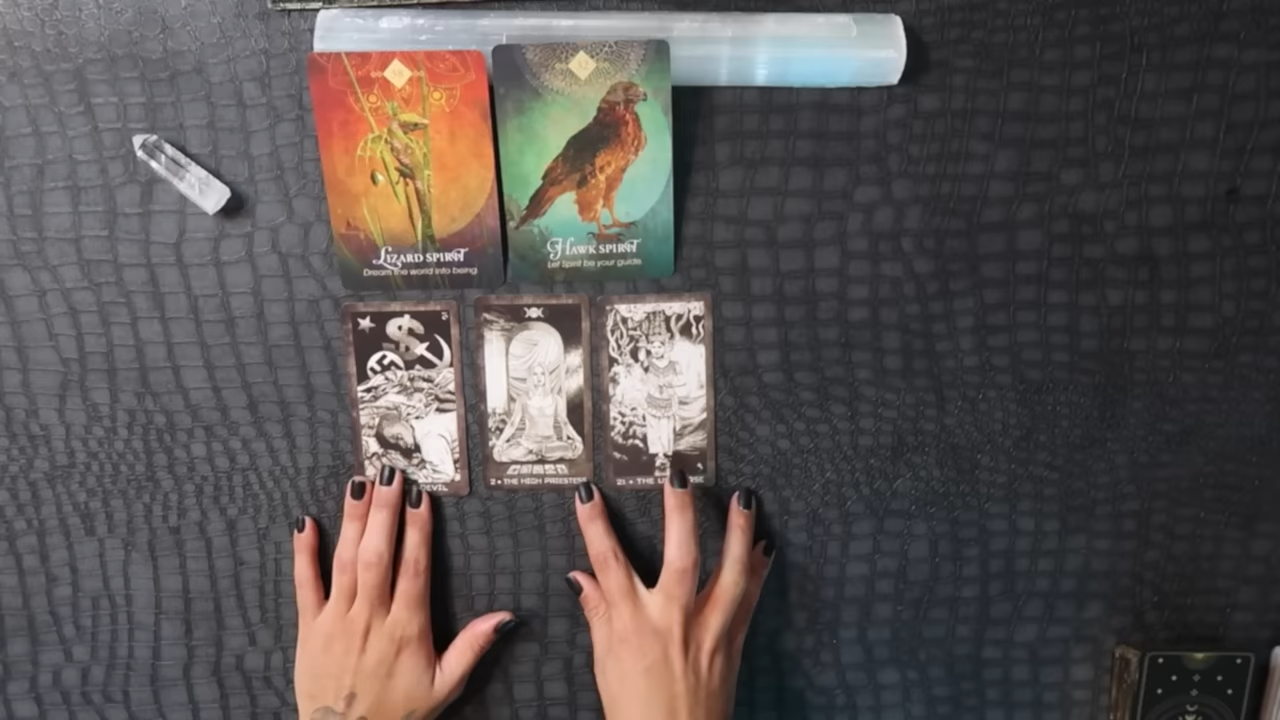 LIZARD SPIRIT
Dream the world into being
HAWK SPIRIT
Let Spirit be your guide
DEVIL
2 • THE HIGH PRIESTESS
21 • THE